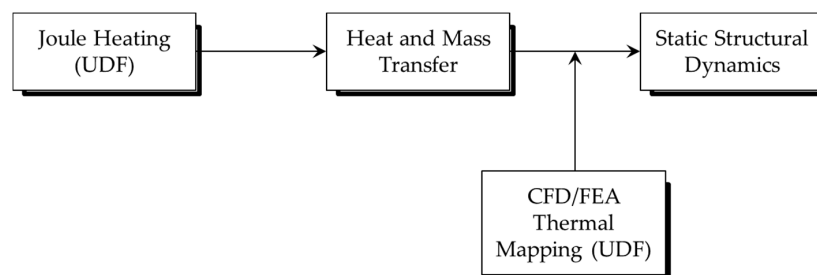 Joule Heating
(UDF)
Heat and Mass
Transfer
Static Structural
Dynamics
CFD/FEA
Thermal
Mapping (UDF)